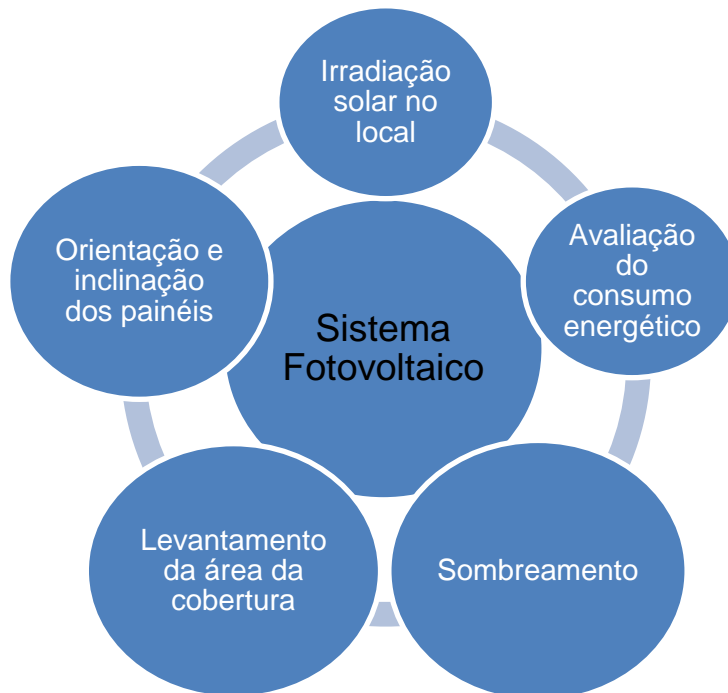 Irradiação
solar no
local
Avaliação
do
consumo
energético
Sombreamento
Levantamento
da área da
cobertura
Orientação e
inclinação
dos painéis
Sistema
Fotovoltaico